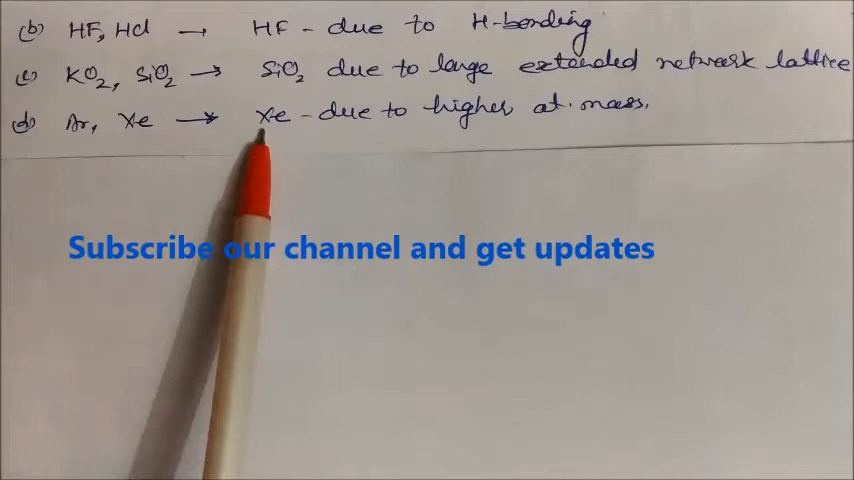 (b) HF, HCl → HF - due to H-bonding
(c) KO₂, SiO₂ → SiO₂ due to large extended network lattice
(d) Ar, Xe → Xe - due to higher at. mass.
Subscribe our channel and get updates